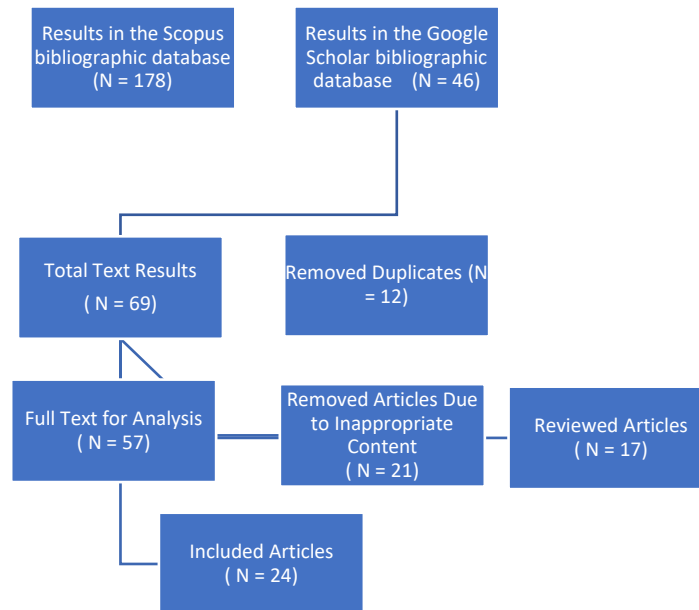 Results in the Scopus
bibliographic database
(N = 178)
Results in the Google
Scholar bibliographic
database (N = 46)
Total Text Results
( N = 69)
Removed Duplicates (N
= 12)
Full Text for Analysis
( N = 57)
Removed Articles Due
to Inappropriate
Content
( N = 21)
Reviewed Articles
( N = 17)
Included Articles
( N = 24)